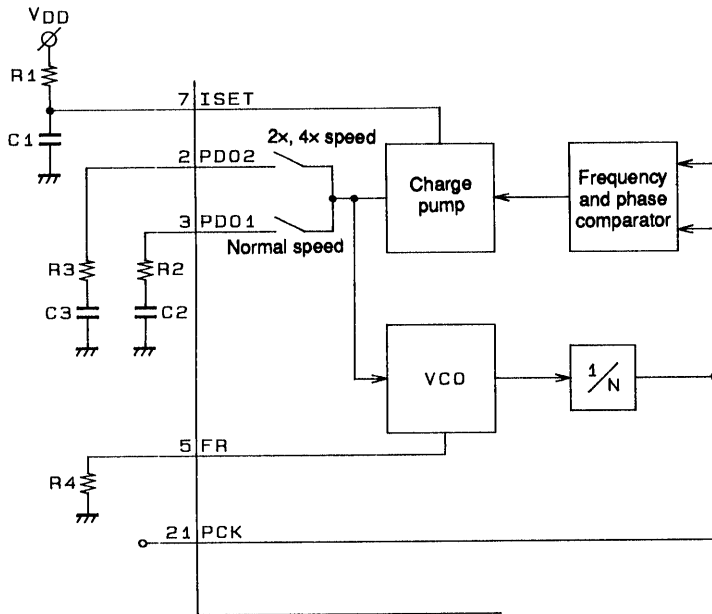 VDD
R1
7 ISET
C1
2x, 4x speed
2 PDO2
Charge
pump
Frequency
and phase
comparator
3 PDO1
Normal speed
R3
R2
C3
C2
VCO
1/N
5 FR
R4
21 PCK